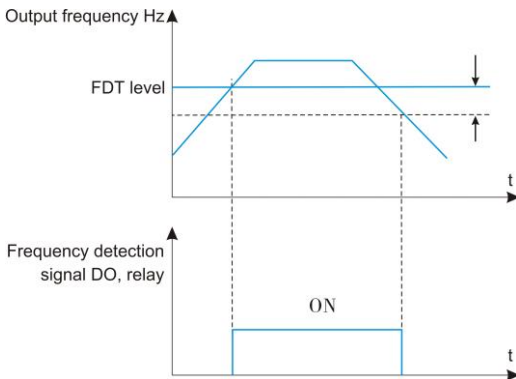 Output frequency Hz
FDT level
t
Frequency detection
signal DO, relay
ON
t